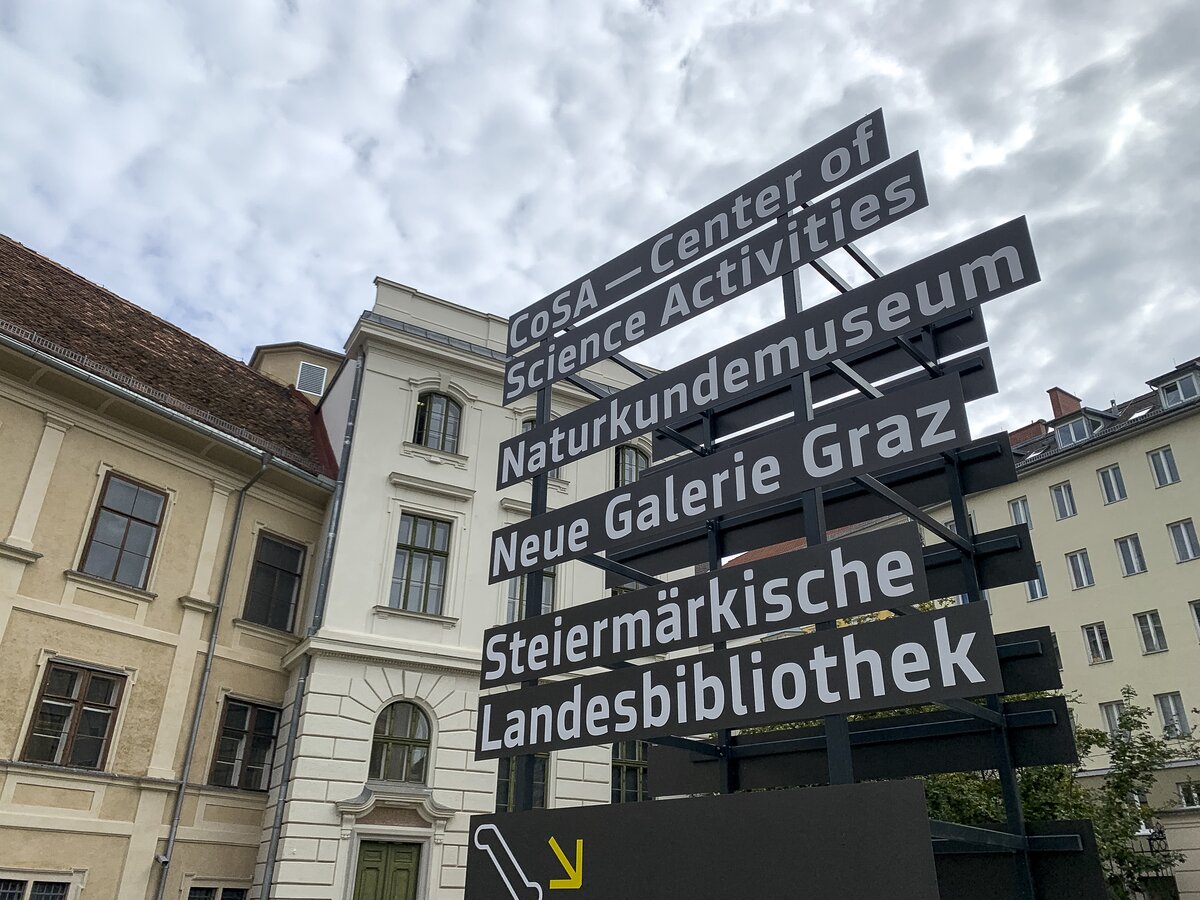 CoSA — Center of
Science Activities
Naturkundemuseum
Neue Galerie Graz
Steiermärkische
Landesbibliothek